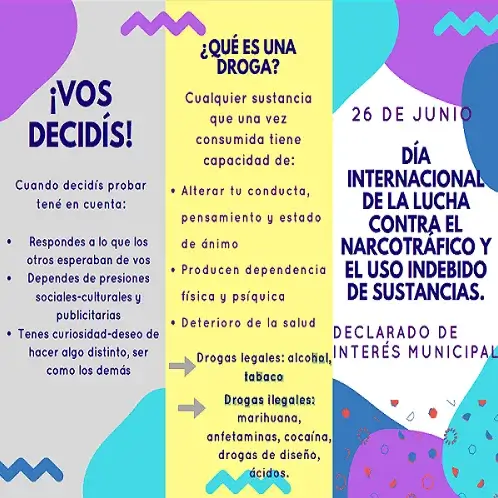 ¡VOS
DECIDÍS!
Cuando decidís probar
tené en cuenta:
• Respondes a lo que los
otros esperaban de vos
• Dependes de presiones
sociales-culturales y
publicitarias
• Tenes curiosidad-deseo de
hacer algo distinto, ser
como los demás
¿QUÉ ES UNA
DROGA?
Cualquier sustancia
que una vez
consumida tiene
capacidad de:
• Alterar tu conducta,
pensamiento y estado
de ánimo
• Producen dependencia
física y psíquica
• Deterioro de la salud
Drogas legales: alcohol,
tabaco
Drogas ilegales:
marihuana,
anfetaminas, cocaína,
drogas de diseño,
ácidos.
26 DE JUNIO
DÍA
INTERNACIONAL
DE LA LUCHA
CONTRA EL
NARCOTRÁFICO Y
EL USO INDEBIDO
DE SUSTANCIAS.
DECLARADO DE
INTERÉS MUNICIPAL